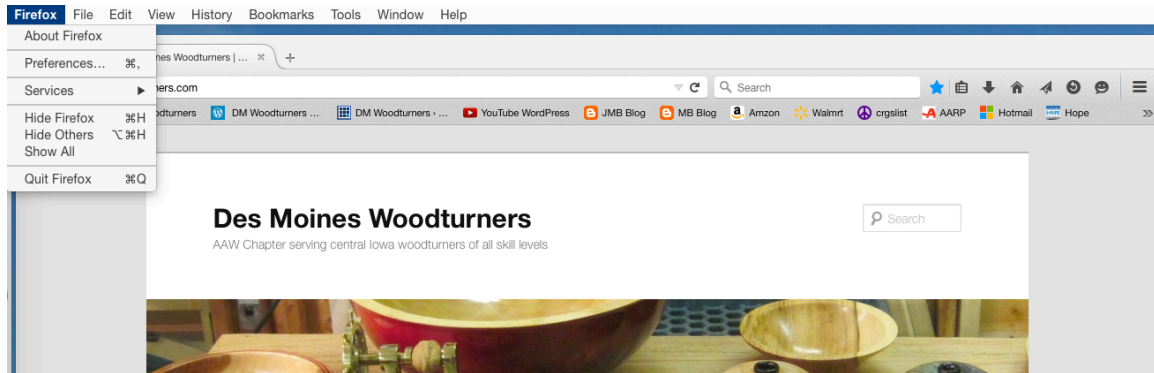 Firefox File Edit View History Bookmarks Tools Window Help
About Firefox
Preferences... ⌘,
Services ▶
Hide Firefox ⌘H
Hide Others ⌥⌘H
Show All
Quit Firefox ⌘Q
nes Woodturners | ... × +
ners.com
Search
odturners DM Woodturners ... DM Woodturners › ... YouTube WordPress JMB Blog MB Blog Amzon Walmrt crgslist AARP Hotmail Hope »
Des Moines Woodturners
Search
AAW Chapter serving central Iowa woodturners of all skill levels